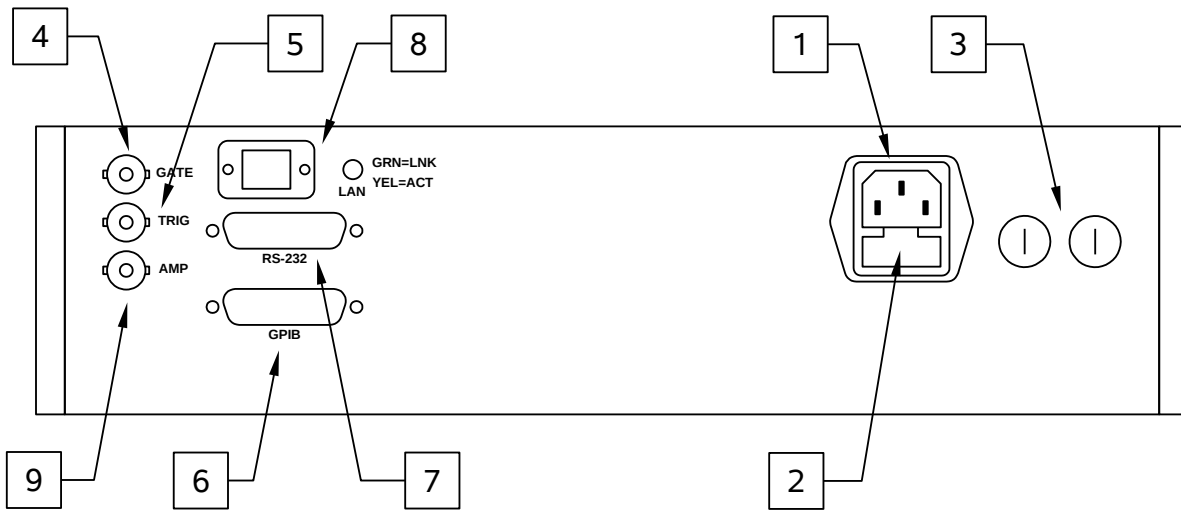 4
5
8
1
3
GATE
GRN=LNK
YEL=ACT
LAN
TRIG
RS-232
AMP
GPIB
9
6
7
2